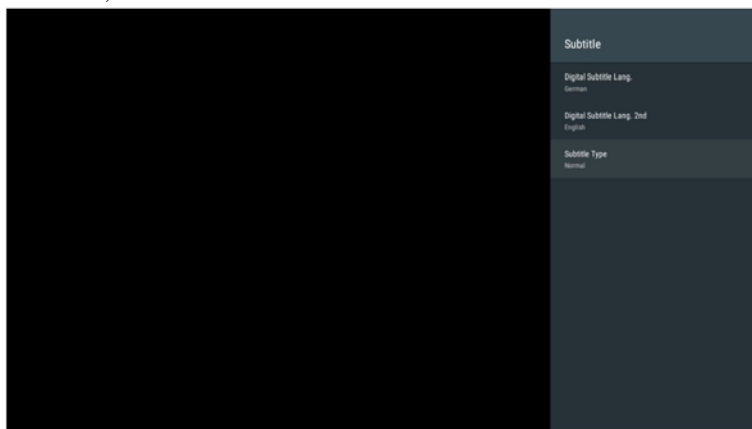 Subtitle
Digital Subtitle Lang.
German
Digital Subtitle Lang. 2nd
English
Subtitle Type
Normal